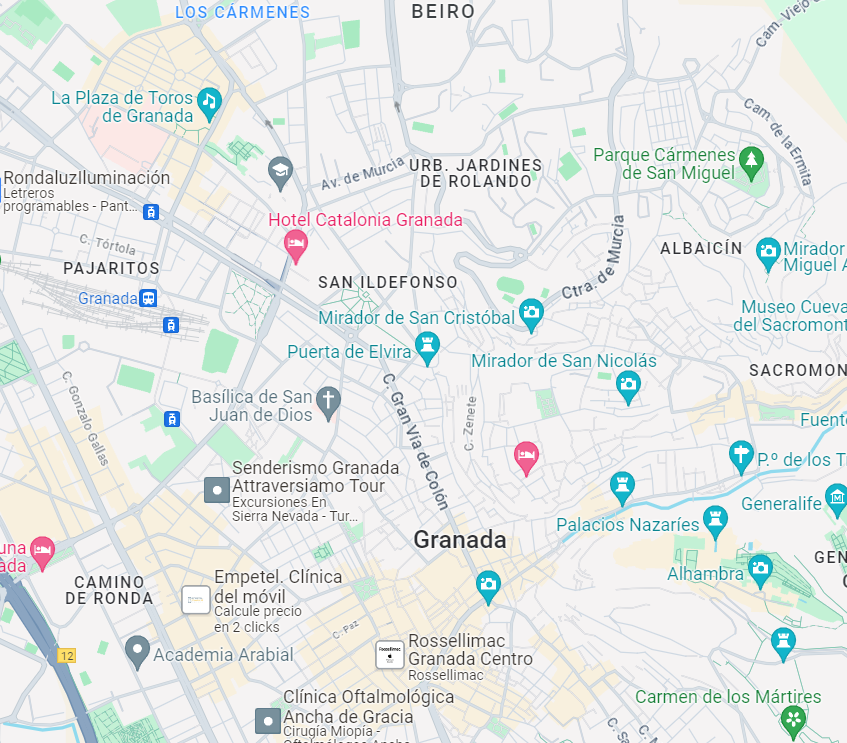 LOS CÁRMENES
BEIRO
Cam. Viejo
La Plaza de Toros
de Granada
Cam. de la Ermita
Av. de Murcia
URB. JARDINES
DE ROLANDO
Parque Cármenes
de San Miguel
RondaluzIluminación
Letreros
programables - Pant...
Hotel Catalonia Granada
C. Tórtola
PAJARITOS
Ctra. de Murcia
ALBAICÍN
Mirador
Miguel A
SAN ILDEFONSO
Granada
Mirador de San Cristóbal
Museo Cueva
del Sacromont
Puerta de Elvira
Mirador de San Nicolás
SACROMON
C. Gonzalo Gallas
Basílica de San
Juan de Dios
C. Gran Vía de Colón
C. Zenete
Fuent
Senderismo Granada
Attraversiamo Tour
Excursiones En
Sierra Nevada - Tur...
P.º de los Tr
Generalife
Palacios Nazaríes
Granada
una
ada
GEN
CAMINO
DE RONDA
Empetel. Clínica
del móvil
Calcule precio
en 2 clicks
Alhambra
C. Paz
12
Academia Arabial
Rossellimac
Rossellimac
Granada Centro
Rossellimac
Clínica Oftalmológica
Ancha de Gracia
Cirugía Miopía -
Oftalmólogos Ancha
Carmen de los Mártires